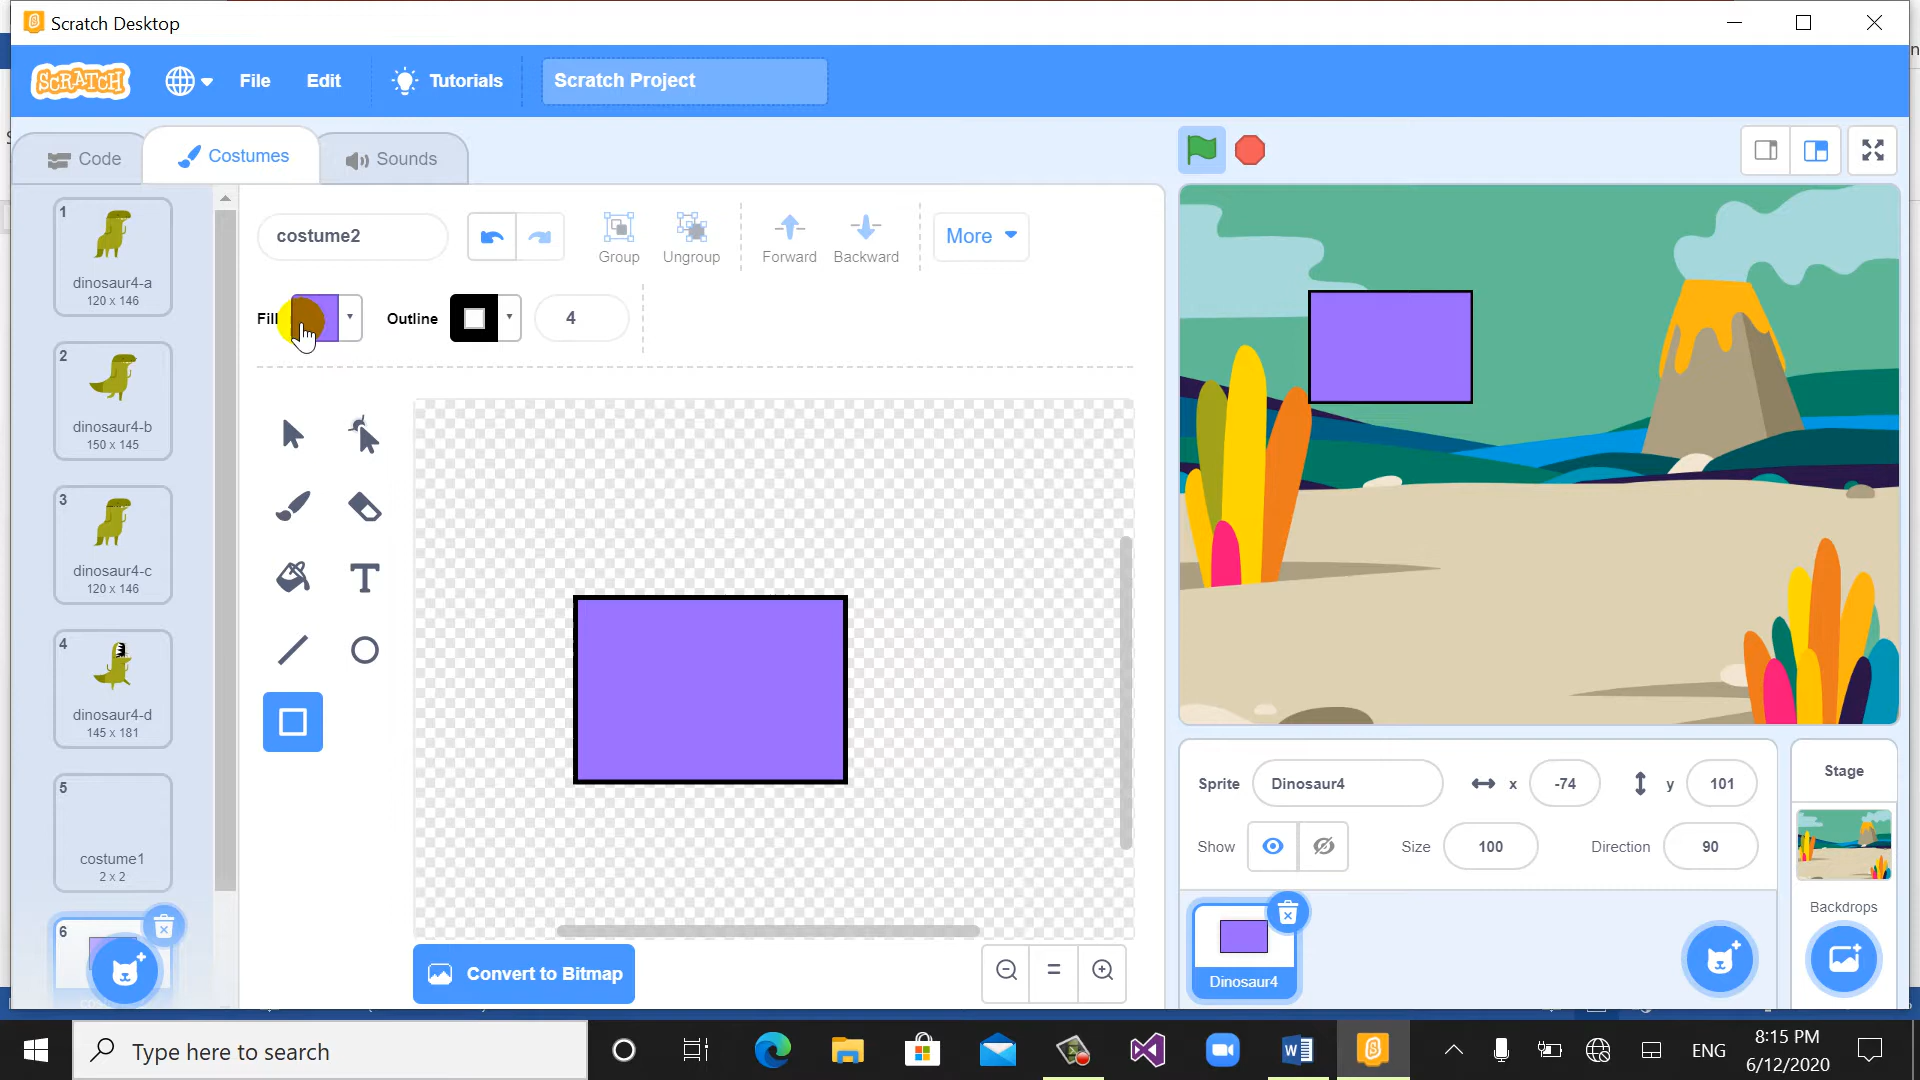 Scratch Desktop
SCRATCH
File
Edit
Tutorials
Scratch Project
Code
Costumes
Sounds
1
dinosaur4-a
120 x 146
2
dinosaur4-b
150 x 145
3
dinosaur4-c
120 x 146
4
dinosaur4-d
145 x 181
5
costume1
2 x 2
6
costume2
Group
Ungroup
Forward
Backward
More
Fill
Outline
4
T
Convert to Bitmap
=
Sprite
Dinosaur4
x
-74
y
101
Show
Size
100
Direction
90
Dinosaur4
Stage
Backdrops
Type here to search
ENG
8:15 PM
6/12/2020